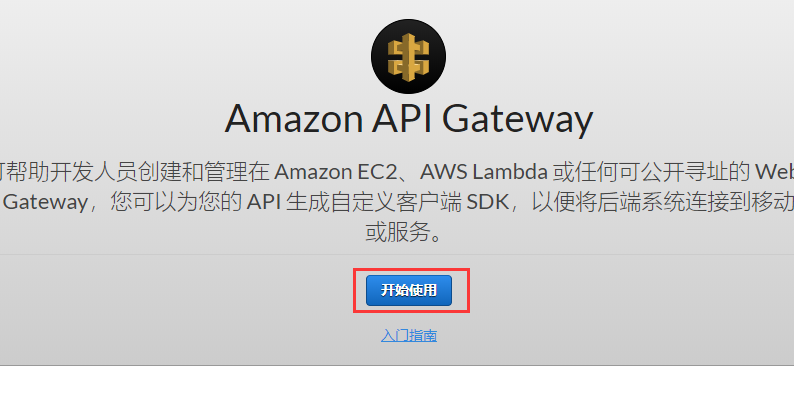 Amazon API Gateway
可帮助开发人员创建和管理在 Amazon EC2、AWS Lambda 或任何可公开寻址的 Web
Gateway，您可以为您的 API 生成自定义客户端 SDK，以便将后端系统连接到移动
或服务。
开始使用
入门指南